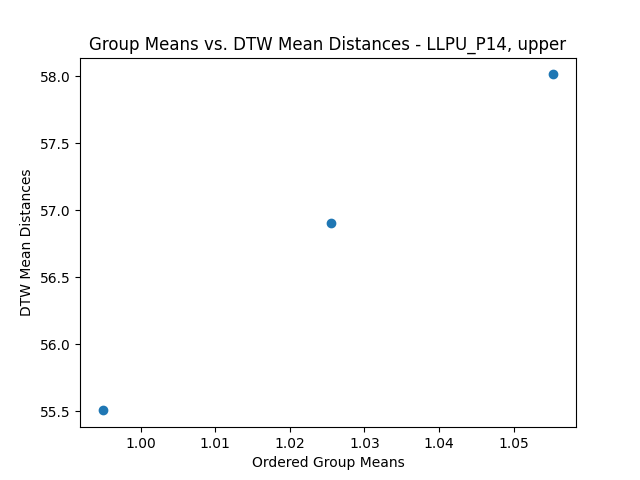 Group Means vs. DTW Mean Distances - LLPU_P14, upper
58.0
57.5
57.0
56.5
56.0
55.5
DTW Mean Distances
1.00 1.01 1.02 1.03 1.04 1.05
Ordered Group Means